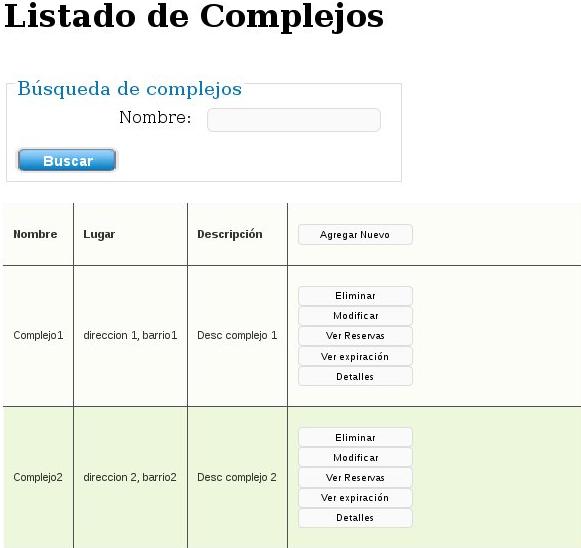 Listado de Complejos
Búsqueda de complejos
Nombre:
Buscar
Nombre Lugar Descripción Agregar Nuevo
Eliminar
Modificar
Complejo1 direccion 1, barrio1 Desc complejo 1 Ver Reservas
Ver expiración
Detalles
Eliminar
Modificar
Complejo2 direccion 2, barrio2 Desc complejo 2 Ver Reservas
Ver expiración
Detalles